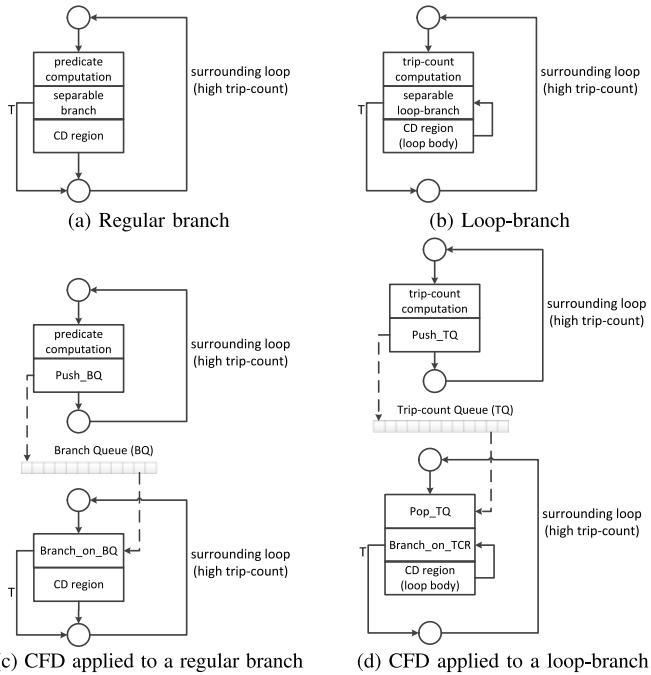 predicate
computation
separable
branch
T
CD region
surrounding loop
(high trip-count)
(a) Regular branch
trip-count
computation
separable
loop-branch
T
CD region
(loop body)
surrounding loop
(high trip-count)
(b) Loop-branch
predicate
computation
Push_BQ
surrounding loop
(high trip-count)
Branch Queue (BQ)
Branch_on_BQ
T
CD region
surrounding loop
(high trip-count)
(c) CFD applied to a regular branch
trip-count
computation
Push_TQ
surrounding loop
(high trip-count)
Trip-count Queue (TQ)
Pop_TQ
Branch_on_TCR
T
CD region
(loop body)
surrounding loop
(high trip-count)
(d) CFD applied to a loop-branch